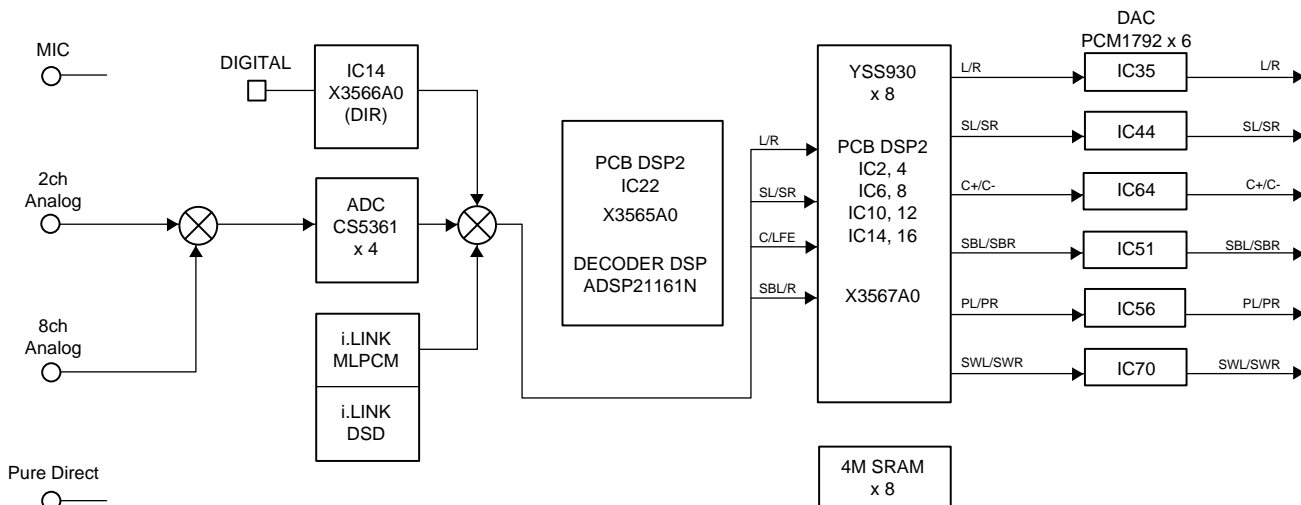 MIC
2ch
Analog
8ch
Analog
Pure Direct
DIGITAL
IC14
X3566A0
(DIR)
ADC
CS5361
x 4
i.LINK
MLPCM
i.LINK
DSD
PCB DSP2
IC22
X3565A0
DECODER DSP
ADSP21161N
L/R
SL/SR
C/LFE
SBL/R
YSS930
x 8
PCB DSP2
IC2, 4
IC6, 8
IC10, 12
IC14, 16
X3567A0
4M SRAM
x 8
L/R
SL/SR
C+/C-
SBL/SBR
PL/PR
SWL/SWR
DAC
PCM1792 x 6
IC35
IC44
IC64
IC51
IC56
IC70
L/R
SL/SR
C+/C-
SBL/SBR
PL/PR
SWL/SWR